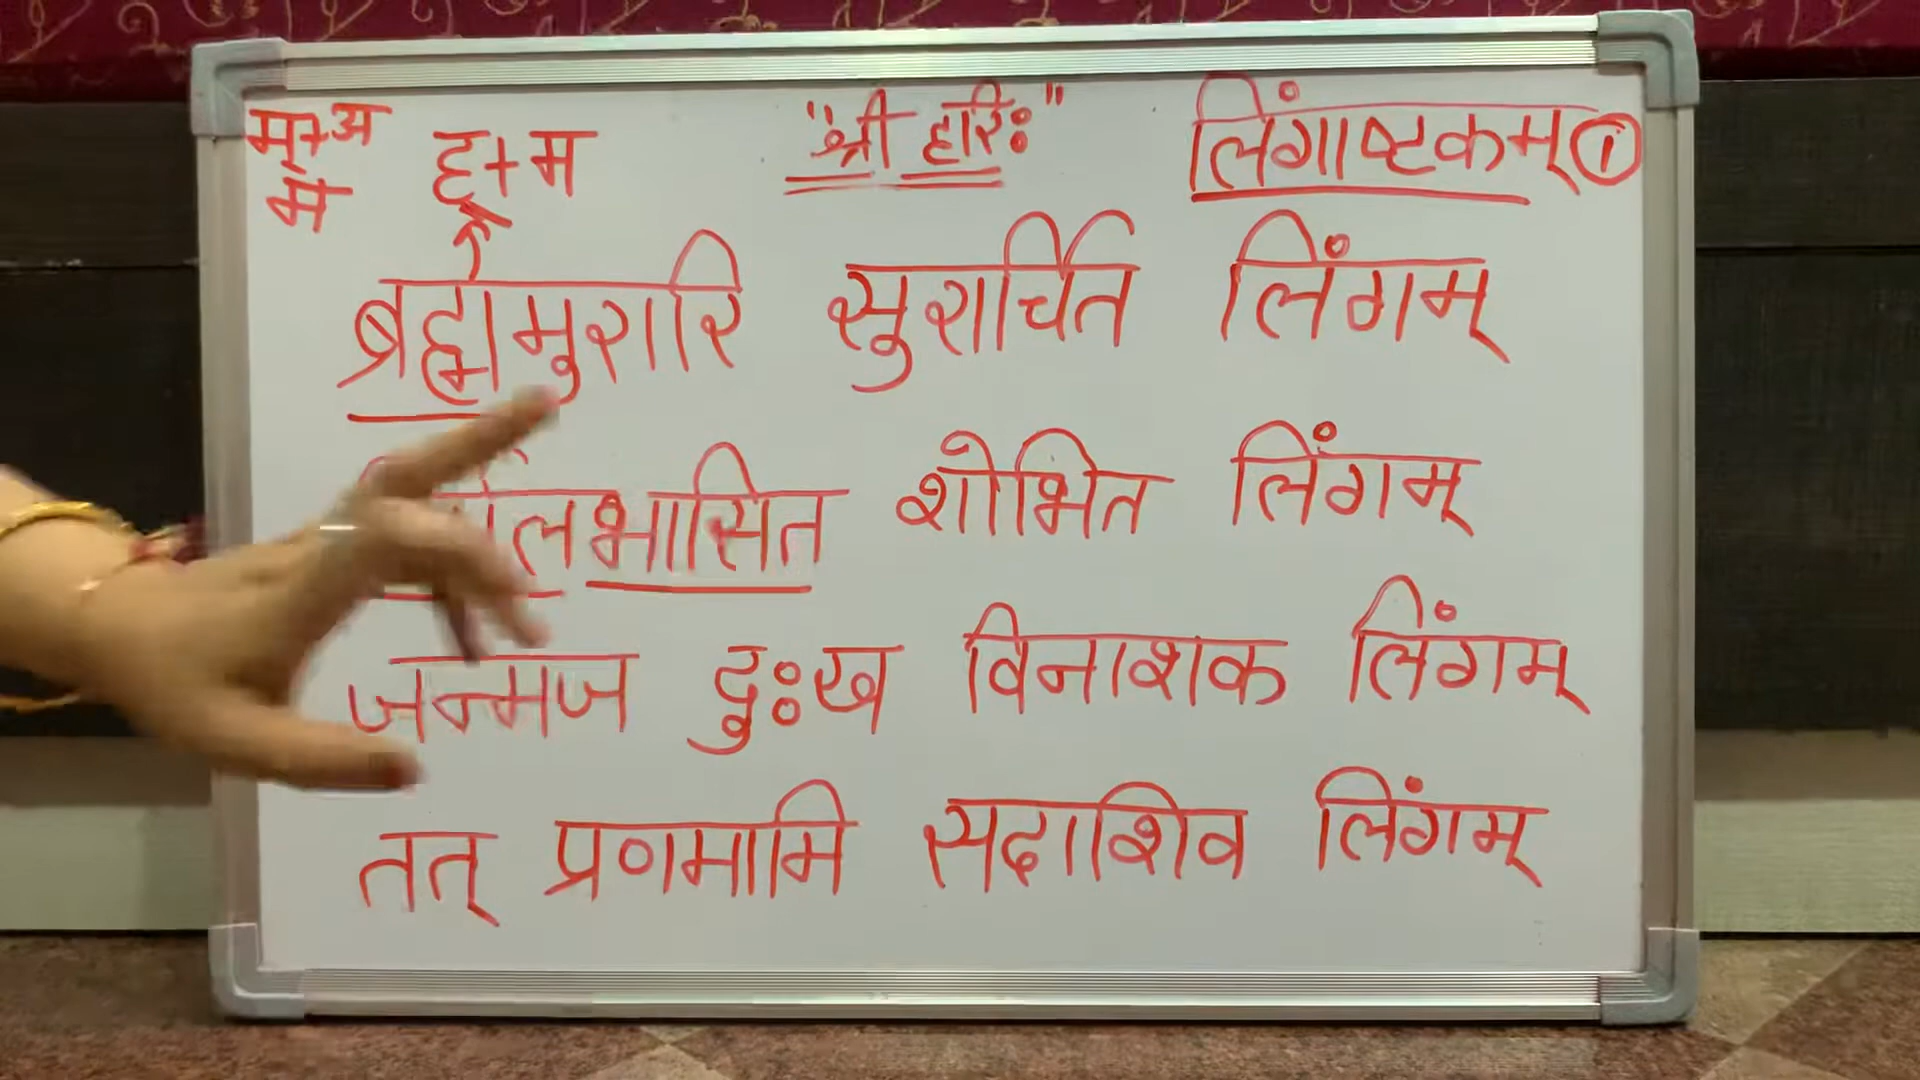 म्+अ
म
ह्+म
"श्री हरिः"
लिंगाष्टकम् ①
ब्रह्ममुरारि सुरार्चित लिंगम्
भासित शोभित लिंगम्
जन्मज दुःख विनाशक लिंगम्
तत् प्रणमामि सदाशिव लिंगम्